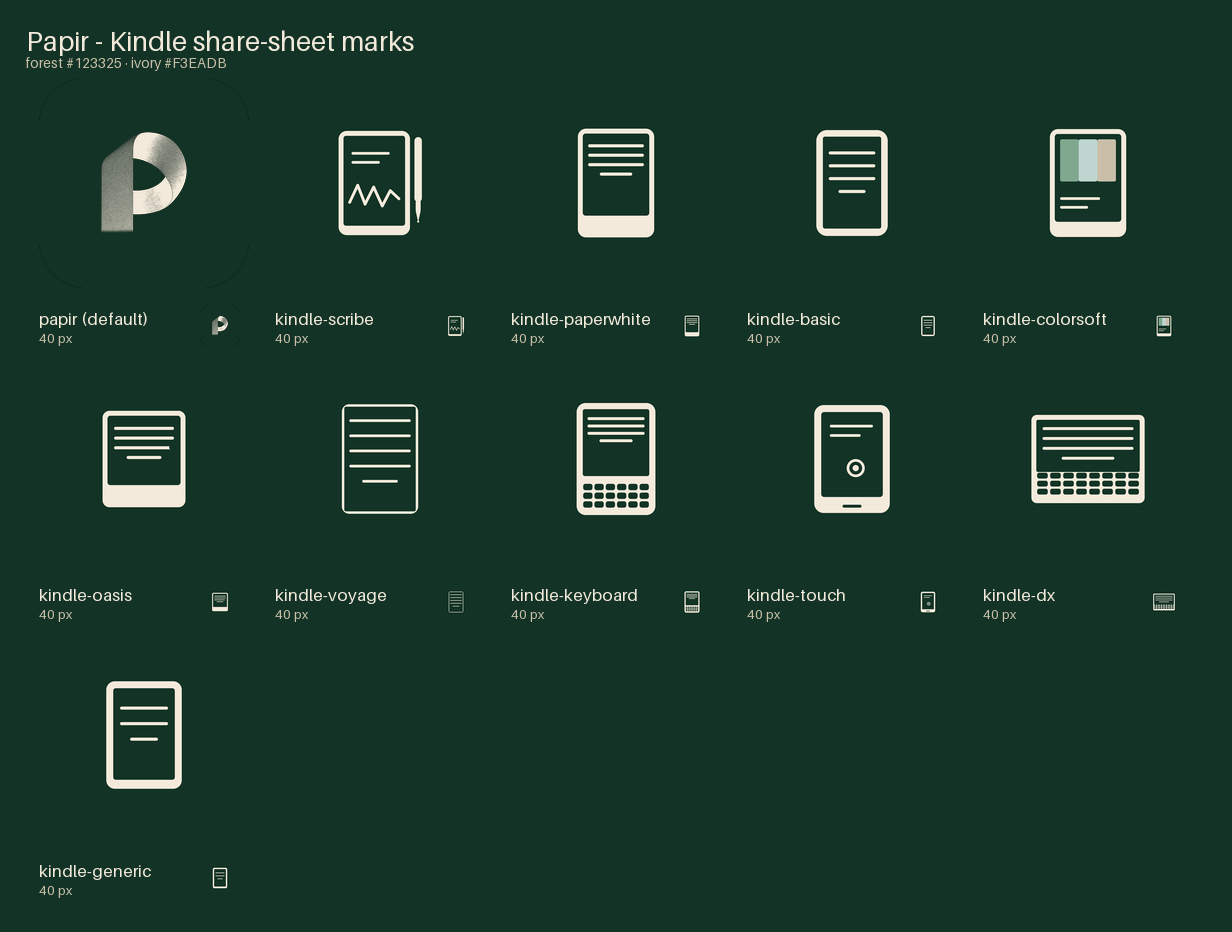 Papir - Kindle share-sheet marks
forest #123325 · ivory #F3EADB
papir (default)
40 px
kindle-scribe
40 px
kindle-paperwhite
40 px
kindle-basic
40 px
kindle-colorsoft
40 px
kindle-oasis
40 px
kindle-voyage
40 px
kindle-keyboard
40 px
kindle-touch
40 px
kindle-dx
40 px
kindle-generic
40 px